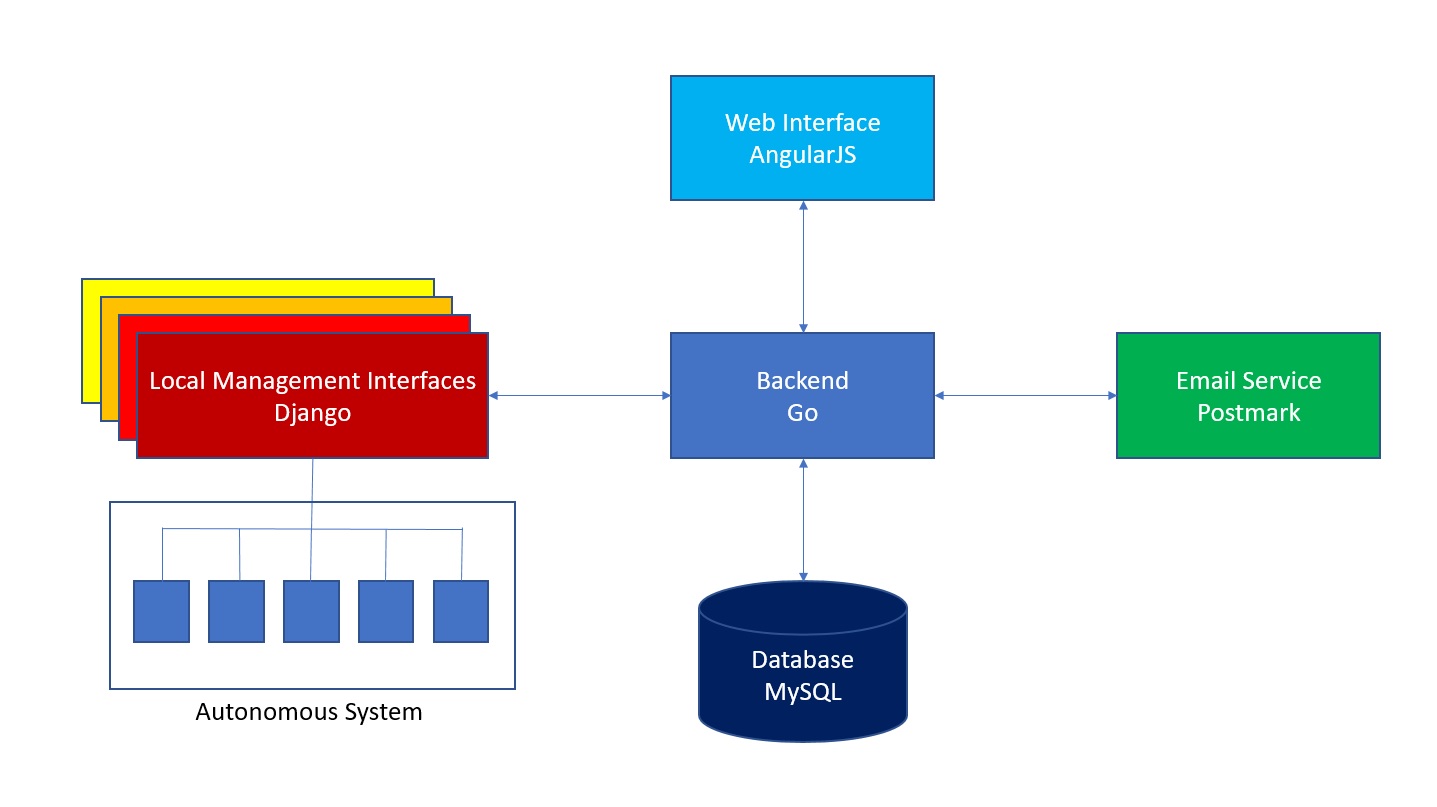 Web Interface
AngularJS
Local Management Interfaces
Django
Backend
Go
Email Service
Postmark
Database
MySQL
Autonomous System